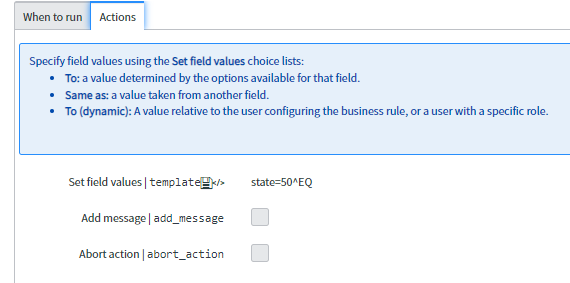 When to run
Actions
Specify field values using the Set field values choice lists:
• To: a value determined by the options available for that field.
• Same as: a value taken from another field.
• To (dynamic): A value relative to the user configuring the business rule, or a user with a specific role.
Set field values | template </> state=50^EQ
Add message | add_message
Abort action | abort_action